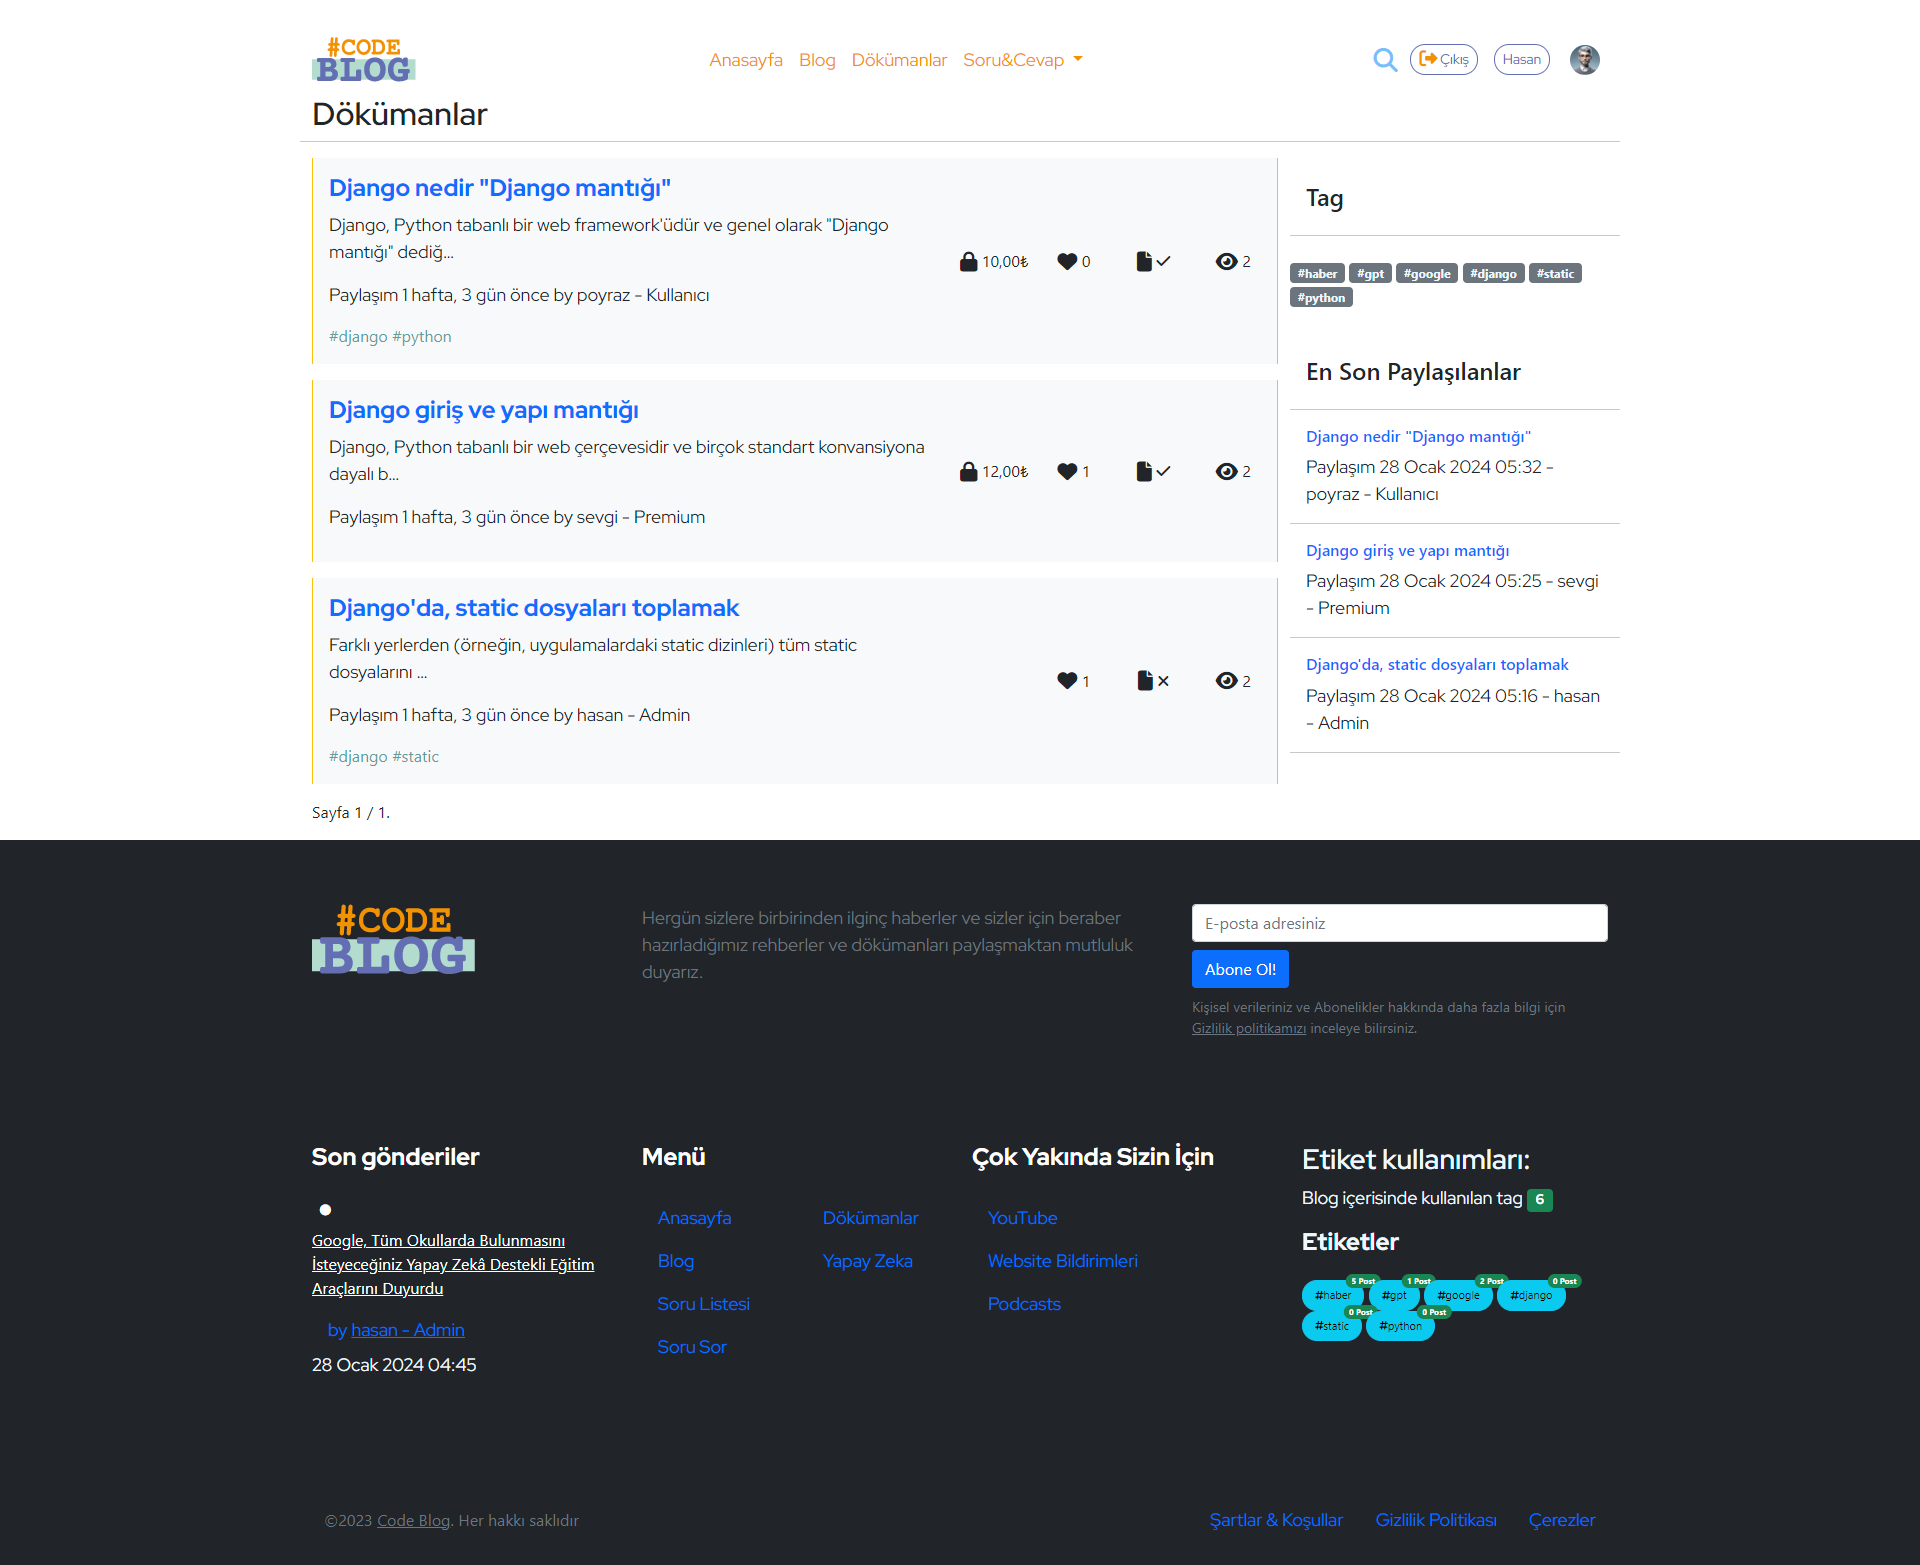 #CODE
BLOG
Anasayfa Blog Dökümanlar Soru&Cevap
Çıkış Hasan
Dökümanlar
Django nedir "Django mantığı"
Django, Python tabanlı bir web framework'üdür ve genel olarak "Django
mantığı" dediğ...
10,00₺ 0 2
Paylaşım 1 hafta, 3 gün önce by poyraz - Kullanıcı
#django #python
Django giriş ve yapı mantığı
Django, Python tabanlı bir web çerçevesidir ve birçok standart konvansiyona
dayalı b...
12,00₺ 1 2
Paylaşım 1 hafta, 3 gün önce by sevgi - Premium
Django'da, static dosyaları toplamak
Farklı yerlerden (örneğin, uygulamalardaki static dizinleri) tüm static
dosyalarını ...
1 2
Paylaşım 1 hafta, 3 gün önce by hasan - Admin
#django #static
Sayfa 1 / 1.
Tag
#haber #gpt #google #django #static
#python
En Son Paylaşılanlar
Django nedir "Django mantığı"
Paylaşım 28 Ocak 2024 05:32 -
poyraz - Kullanıcı
Django giriş ve yapı mantığı
Paylaşım 28 Ocak 2024 05:25 - sevgi
- Premium
Django'da, static dosyaları toplamak
Paylaşım 28 Ocak 2024 05:16 - hasan
- Admin
#CODE
BLOG
Hergün sizlere birbirinden ilginç haberler ve sizler için beraber
hazırladığımız rehberler ve dökümanları paylaşmaktan mutluluk
duyarız.
E-posta adresiniz
Abone Ol!
Kişisel verileriniz ve Abonelikler hakkında daha fazla bilgi için
Gizlilik politikamızı inceleye bilirsiniz.
Son gönderiler
Google, Tüm Okullarda Bulunmasını
İsteyeceğiniz Yapay Zekâ Destekli Eğitim
Araçlarını Duyurdu
by hasan - Admin
28 Ocak 2024 04:45
Menü
Anasayfa
Blog
Soru Listesi
Soru Sor
Dökümanlar
Yapay Zeka
Çok Yakında Sizin İçin
YouTube
Website Bildirimleri
Podcasts
Etiket kullanımları:
Blog içerisinde kullanılan tag 6
Etiketler
5 Post 1 Post 2 Post 0 Post
#haber #gpt #google #django
0 Post 0 Post
#static #python
©2023 Code Blog. Her hakkı saklıdır
Şartlar & Koşullar Gizlilik Politikası Çerezler